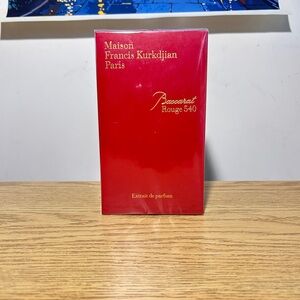 Maison
Francis Kurkdjian
Paris
Baccarat
Rouge 540
Extrait de parfum